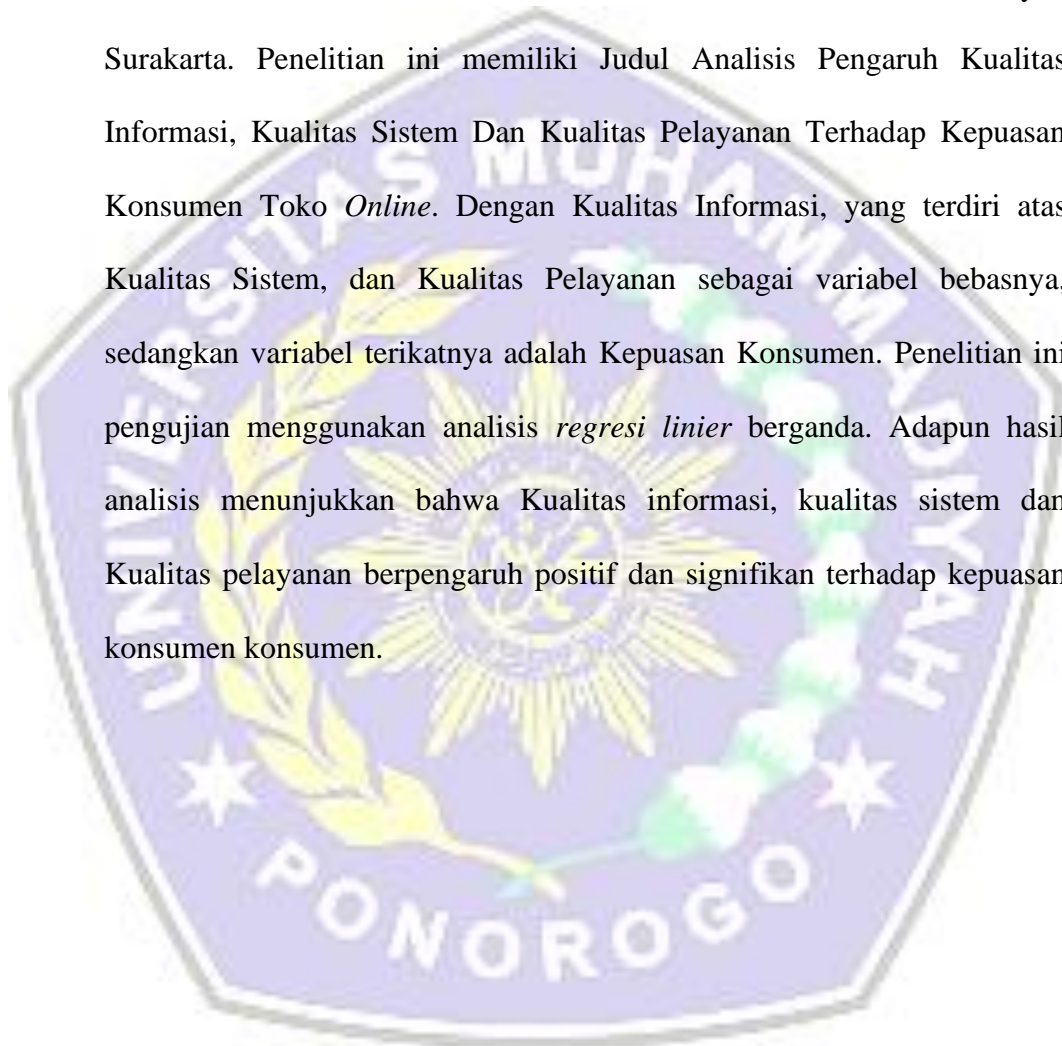 Surakarta. Penelitian ini memiliki Judul Analisis Pengaruh Kualitas
Informasi, Kualitas Sistem Dan Kualitas Pelayanan Terhadap Kepuasan
Konsumen Toko Online. Dengan Kualitas Informasi, yang terdiri atas
Kualitas Sistem, dan Kualitas Pelayanan sebagai variabel bebasnya,
sedangkan variabel terikatnya adalah Kepuasan Konsumen. Penelitian ini
pengujian menggunakan analisis regresi linier berganda. Adapun hasil
analisis menunjukkan bahwa Kualitas informasi, kualitas sistem dan
Kualitas pelayanan berpengaruh positif dan signifikan terhadap kepuasan
konsumen konsumen.
UNIVERSITAS MUHAMMADIYAH
PONOROGO